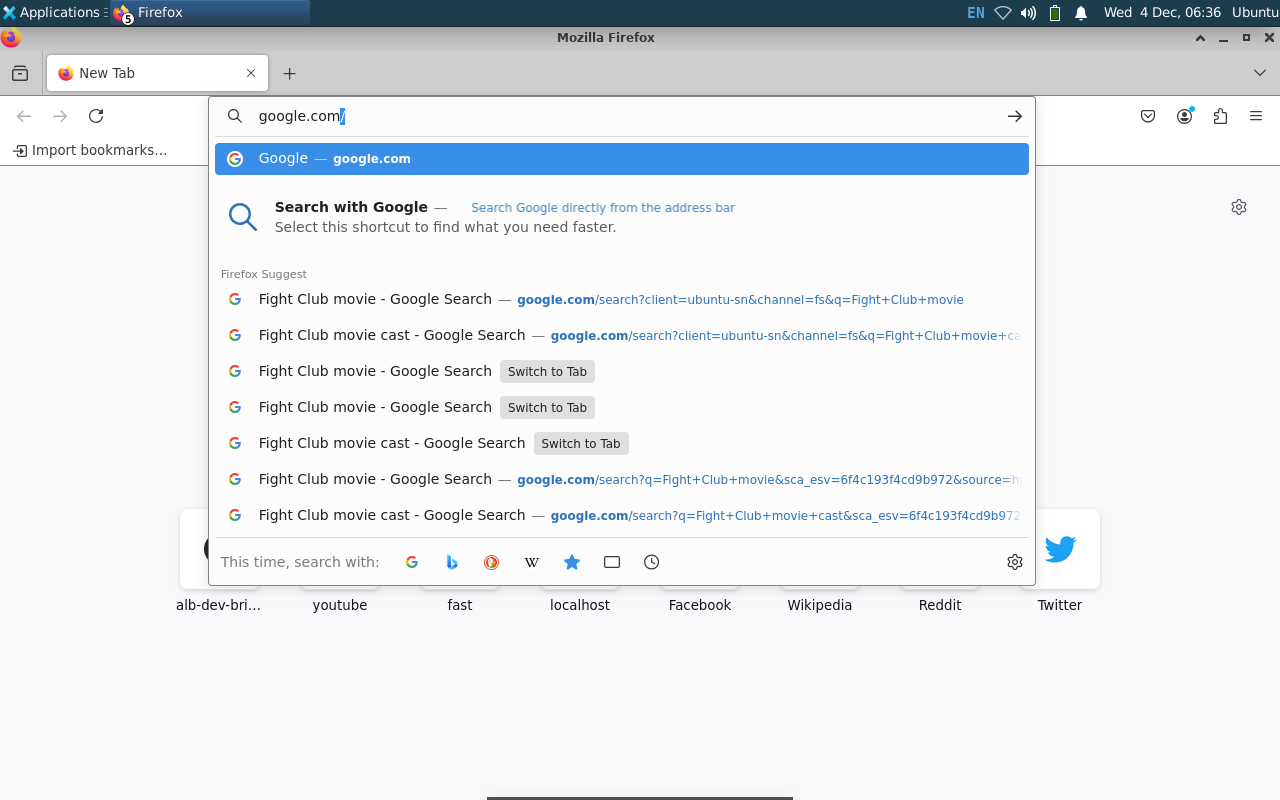 Applications Firefox 5 EN Wed 4 Dec, 06:36 Ubuntu
Mozilla Firefox
New Tab
google.com/
Import bookmarks...
Google — google.com
Search with Google — Search Google directly from the address bar
Select this shortcut to find what you need faster.
Firefox Suggest
Fight Club movie - Google Search — google.com/search?client=ubuntu-sn&channel=fs&q=Fight+Club+movie
Fight Club movie cast - Google Search — google.com/search?client=ubuntu-sn&channel=fs&q=Fight+Club+movie+ca
Fight Club movie - Google Search Switch to Tab
Fight Club movie - Google Search Switch to Tab
Fight Club movie cast - Google Search Switch to Tab
Fight Club movie - Google Search — google.com/search?q=Fight+Club+movie&sca_esv=6f4c193f4cd9b972&source=h
Fight Club movie cast - Google Search — google.com/search?q=Fight+Club+movie+cast&sca_esv=6f4c193f4cd9b972
This time, search with: W
alb-dev-bri... youtube fast localhost Facebook Wikipedia Reddit Twitter